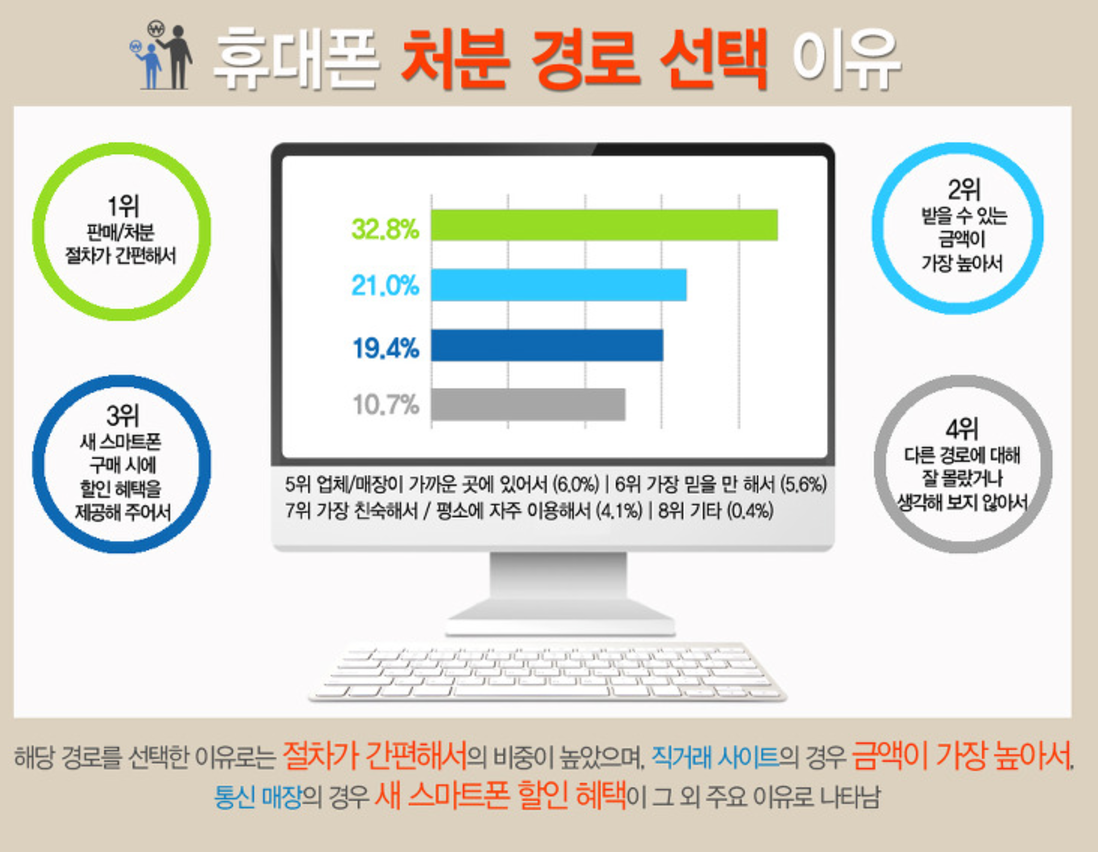 휴대폰 처분 경로 선택 이유
1위
판매/처분
절차가 간편해서
2위
받을 수 있는
금액이
가장 높아서
32.8%
21.0%
19.4%
10.7%
3위
새 스마트폰
구매 시에
할인 혜택을
제공해 주어서
4위
다른 경로에 대해
잘 몰랐거나
생각해 보지 않아서
5위 업체/매장이 가까운 곳에 있어서 (6.0%) | 6위 가장 믿을 만 해서 (5.6%)
7위 가장 친숙해서 / 평소에 자주 이용해서 (4.1%) | 8위 기타 (0.4%)
해당 경로를 선택한 이유로는 절차가 간편해서의 비중이 높았으며, 직거래 사이트의 경우 금액이 가장 높아서,
통신 매장의 경우 새 스마트폰 할인 혜택이 그 외 주요 이유로 나타남